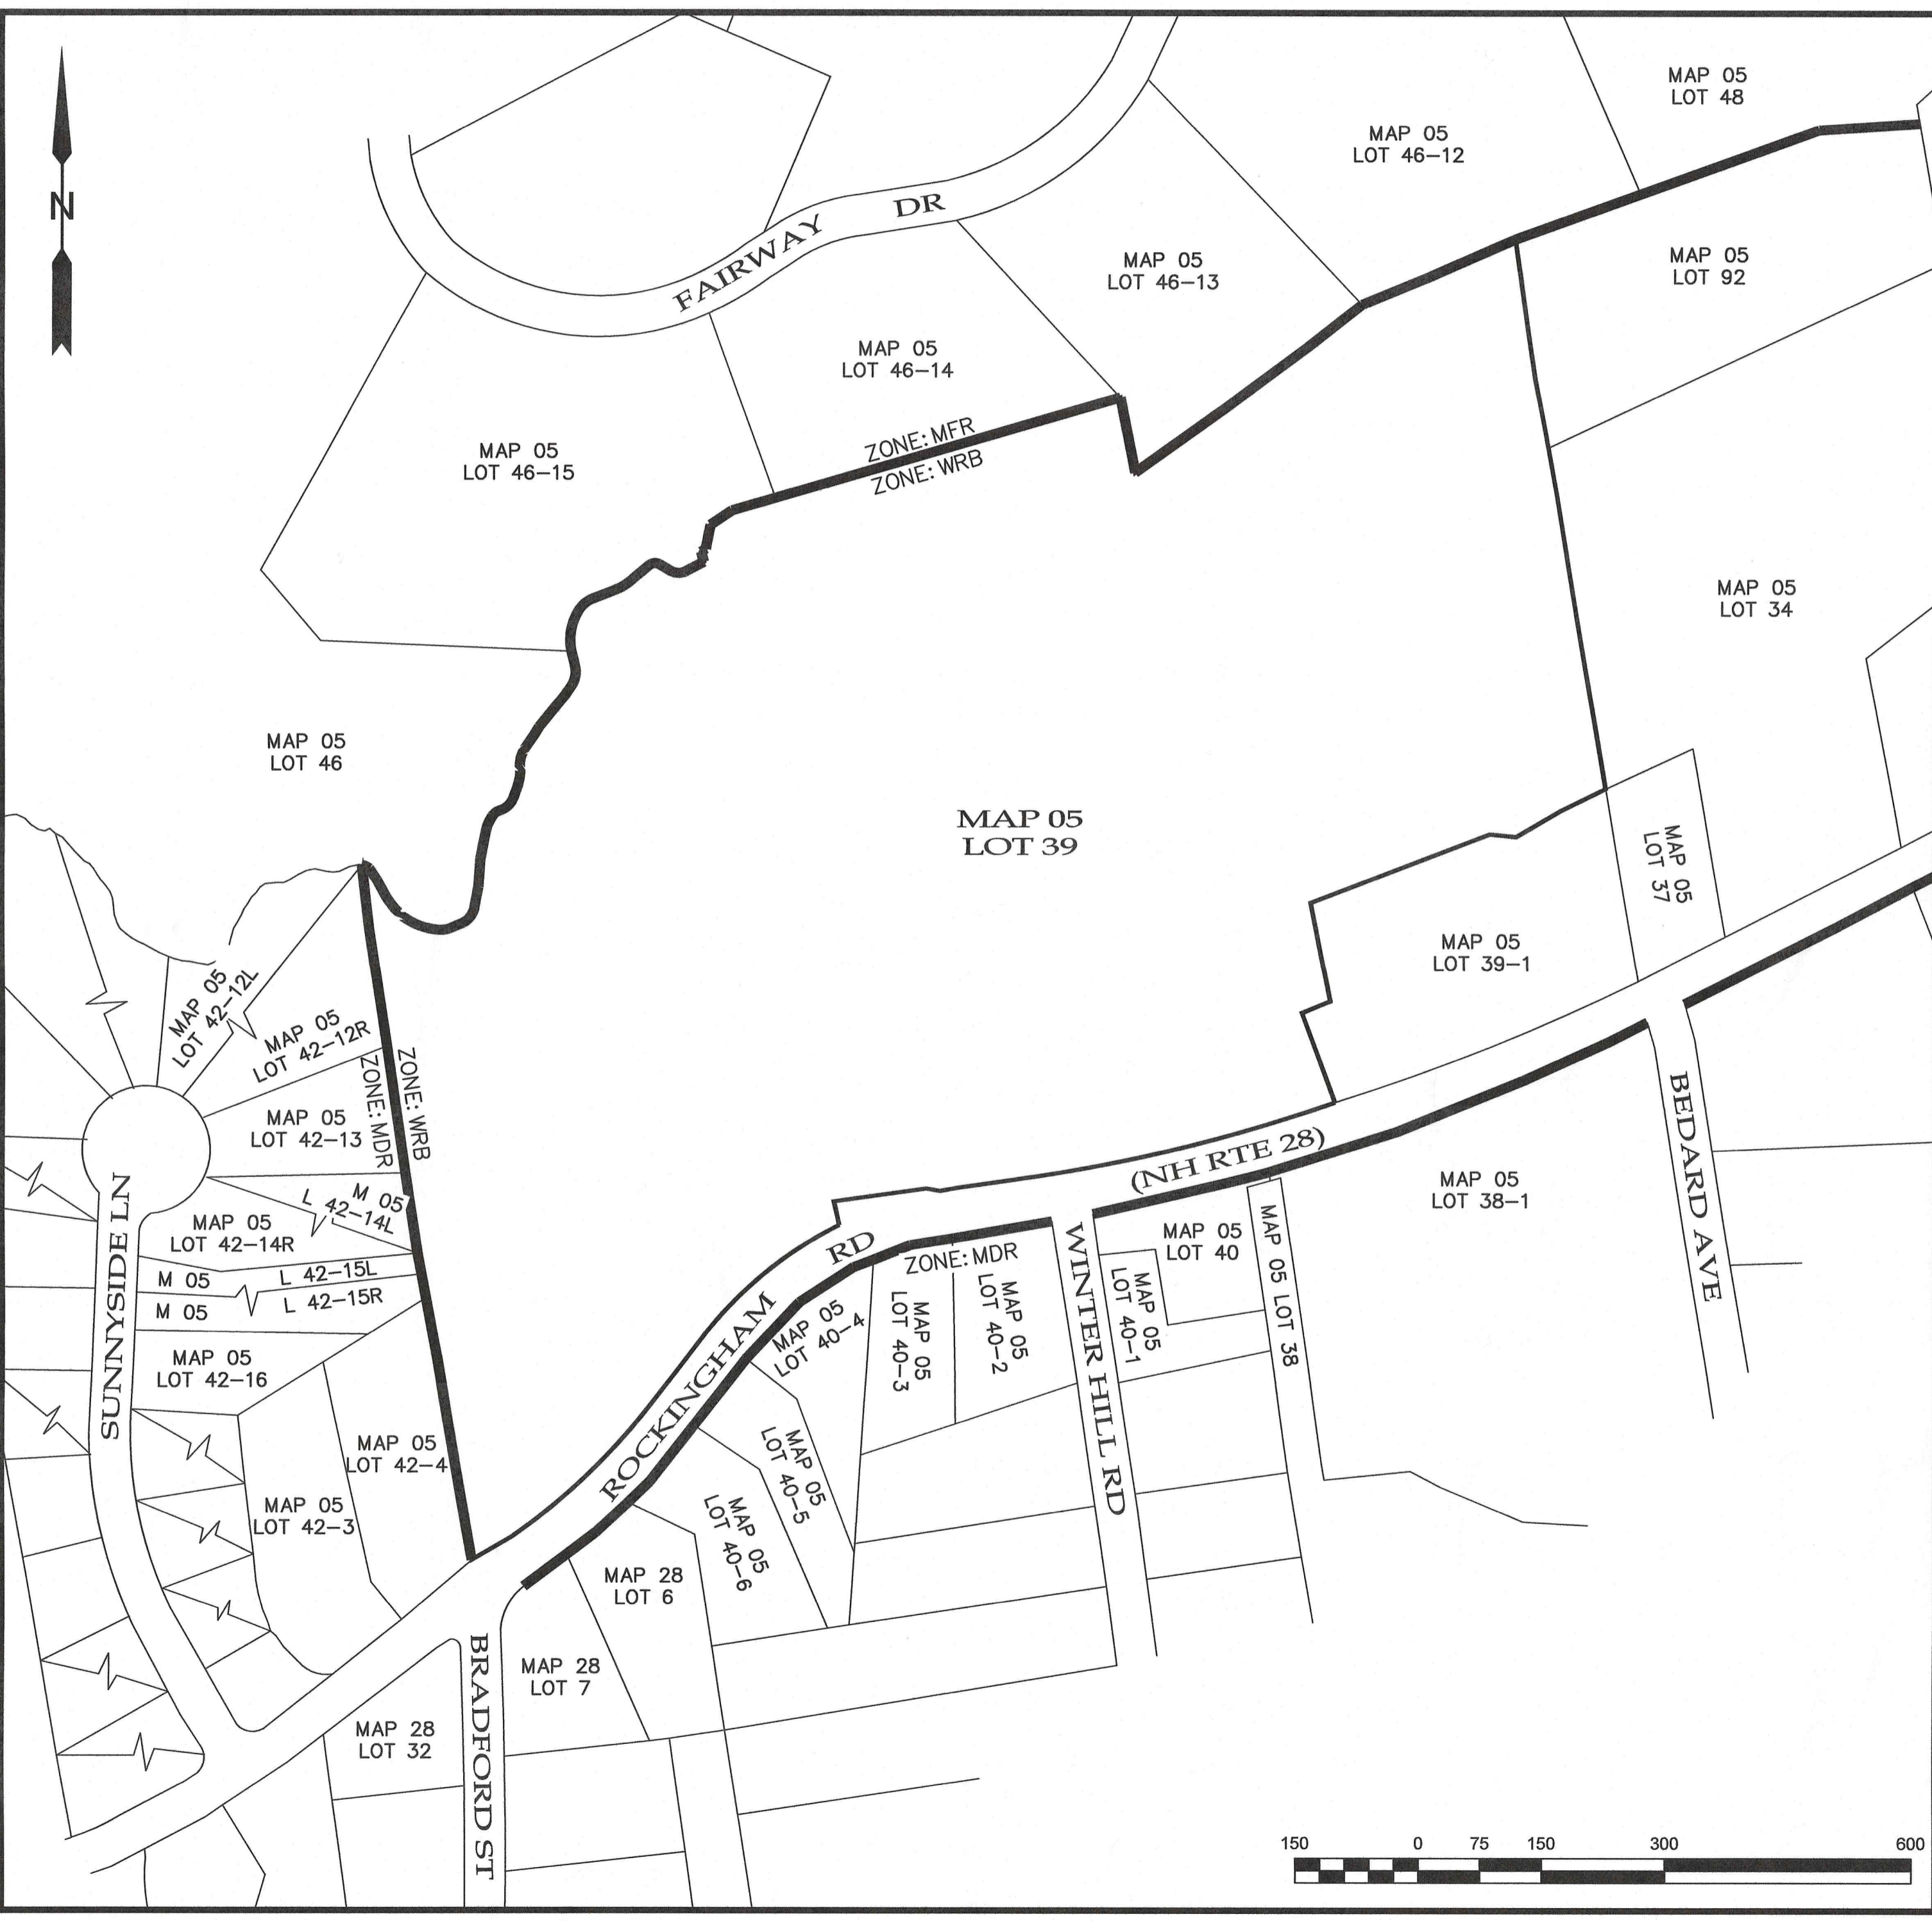 MAP 05
LOT 48
MAP 05
LOT 46-12
N
FAIRWAY DR
MAP 05
LOT 46-13
MAP 05
LOT 92
MAP 05
LOT 46-14
ZONE: MFR
ZONE: WRB
MAP 05
LOT 46-15
MAP 05
LOT 34
MAP 05
LOT 46
MAP 05
LOT 39
MAP 05
LOT 37
MAP 05
LOT 39-1
MAP 05
LOT 42-12L
MAP 05
LOT 42-12R
ZONE: MDR
ZONE: WRB
MAP 05
LOT 42-13
M 05
L 42-14L
MAP 05
LOT 42-14R
M 05
L 42-15L
M 05
L 42-15R
MAP 05
LOT 42-16
SUNNYSIDE LN
MAP 05
LOT 42-4
MAP 05
LOT 42-3
ROCKINGHAM RD
(NH RTE 28)
ZONE: MDR
MAP 05
LOT 40-4
MAP 05
LOT 40-3
MAP 05
LOT 40-2
WINTER HILL RD
MAP 05
LOT 40-1
MAP 05
LOT 40
MAP 05 LOT 38
MAP 05
LOT 38-1
BEDARD AVE
MAP 05
LOT 40-5
MAP 05
LOT 40-6
MAP 28
LOT 6
MAP 28
LOT 7
BRADFORD ST
MAP 28
LOT 32
150 0 75 150 300 600